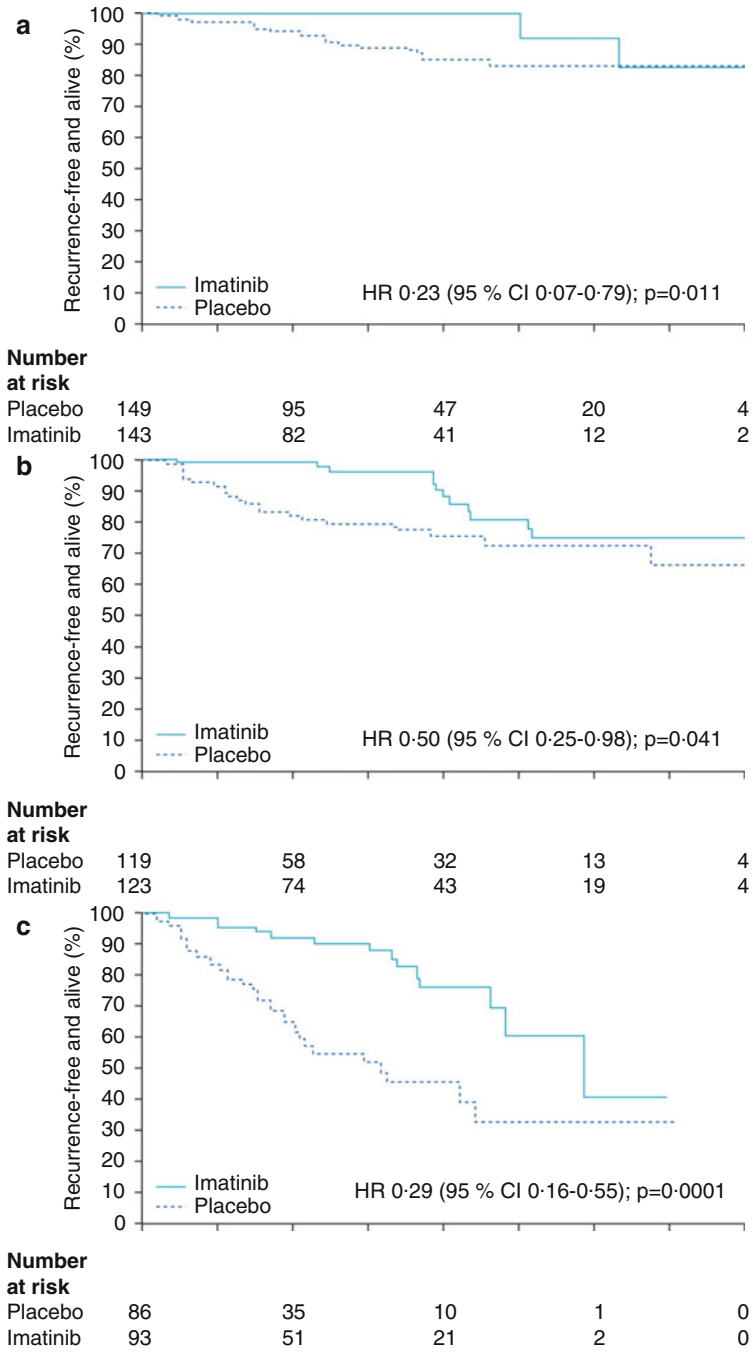 a
Recurrence-free and alive (%)
100
90
80
70
60
50
40
30
20
10
0
Imatinib
Placebo
HR 0·23 (95 % CI 0·07-0·79); p=0·011
Number
at risk
Placebo 149 95 47 20 4
Imatinib 143 82 41 12 2
b
Recurrence-free and alive (%)
100
90
80
70
60
50
40
30
20
10
0
Imatinib
Placebo
HR 0·50 (95 % CI 0·25-0·98); p=0·041
Number
at risk
Placebo 119 58 32 13 4
Imatinib 123 74 43 19 4
c
Recurrence-free and alive (%)
100
90
80
70
60
50
40
30
20
10
0
Imatinib
Placebo
HR 0·29 (95 % CI 0·16-0·55); p=0·0001
Number
at risk
Placebo 86 35 10 1 0
Imatinib 93 51 21 2 0